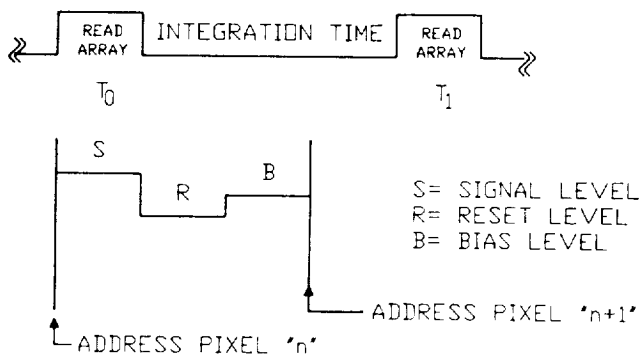 READ ARRAY
INTEGRATION TIME
READ ARRAY
T0
T1
S
R
B
S= SIGNAL LEVEL
R= RESET LEVEL
B= BIAS LEVEL
ADDRESS PIXEL "n+1"
ADDRESS PIXEL "n"